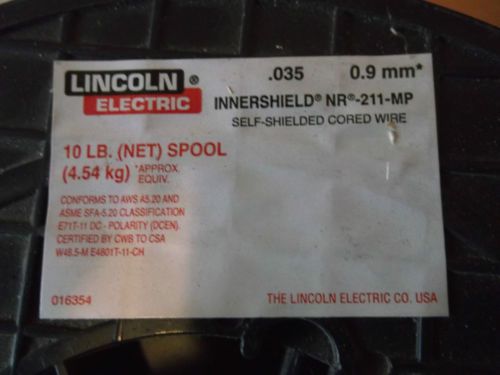 LINCOLN® .035 0.9 mm*
ELECTRIC INNERSHIELD® NR®-211-MP
SELF-SHIELDED CORED WIRE
10 LB. (NET) SPOOL
(4.54 kg) *APPROX.
EQUIV.
CONFORMS TO AWS A5.20 AND
ASME SFA-5.20 CLASSIFICATION
E71T-11 DC - POLARITY (DCEN).
CERTIFIED BY CWB TO CSA
W48.5-M E4801T-11-CH
016354 THE LINCOLN ELECTRIC CO. USA